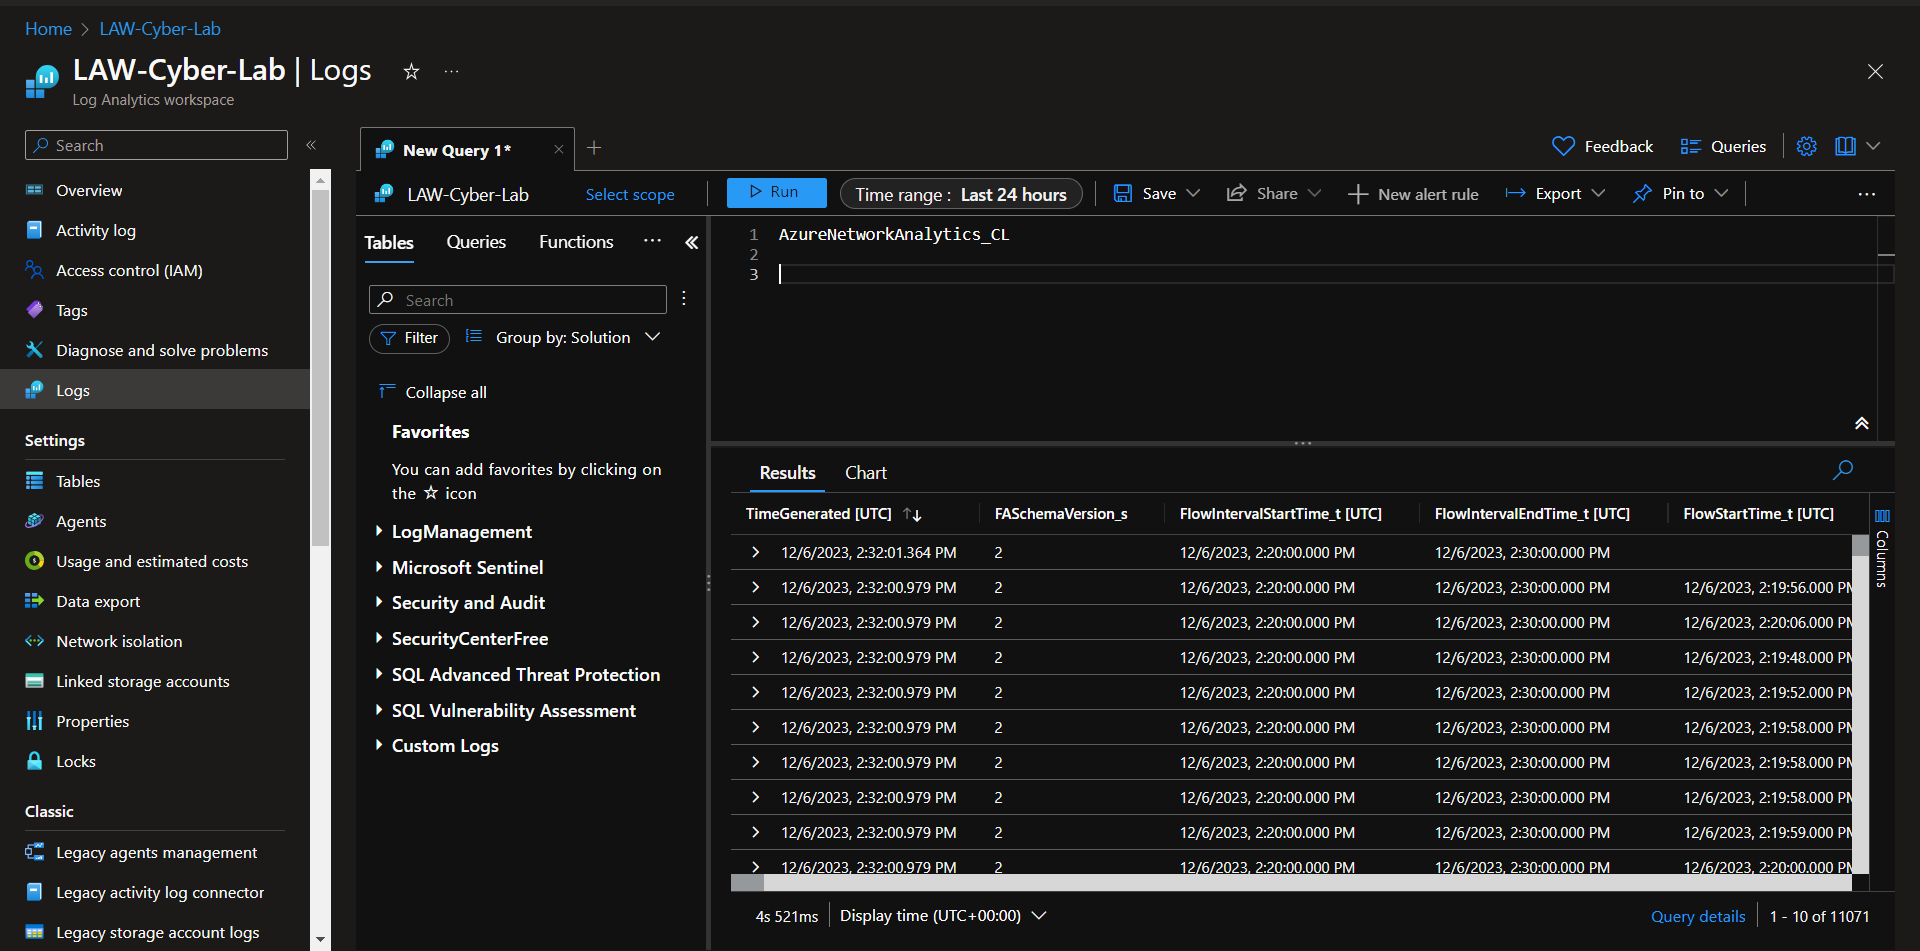 Home > LAW-Cyber-Lab
LAW-Cyber-Lab | Logs
Log Analytics workspace
Search
Overview
Activity log
Access control (IAM)
Tags
Diagnose and solve problems
Logs
Settings
Tables
Agents
Usage and estimated costs
Data export
Network isolation
Linked storage accounts
Properties
Locks
Classic
Legacy agents management
Legacy activity log connector
Legacy storage account logs
New Query 1*
Feedback
Queries
LAW-Cyber-Lab Select scope
Run
Time range : Last 24 hours
Save
Share
New alert rule
Export
Pin to
Tables Queries Functions
Search
Filter
Group by: Solution
Collapse all
Favorites
You can add favorites by clicking on
the ☆ icon
LogManagement
Microsoft Sentinel
Security and Audit
SecurityCenterFree
SQL Advanced Threat Protection
SQL Vulnerability Assessment
Custom Logs
1 AzureNetworkAnalytics_CL
2
3
Results Chart
TimeGenerated [UTC] FASchemaVersion_s FlowIntervalStartTime_t [UTC] FlowIntervalEndTime_t [UTC] FlowStartTime_t [UTC]
12/6/2023, 2:32:01.364 PM 2 12/6/2023, 2:20:00.000 PM 12/6/2023, 2:30:00.000 PM
12/6/2023, 2:32:00.979 PM 2 12/6/2023, 2:20:00.000 PM 12/6/2023, 2:30:00.000 PM 12/6/2023, 2:19:56.000 PM
12/6/2023, 2:32:00.979 PM 2 12/6/2023, 2:20:00.000 PM 12/6/2023, 2:30:00.000 PM 12/6/2023, 2:20:06.000 PM
12/6/2023, 2:32:00.979 PM 2 12/6/2023, 2:20:00.000 PM 12/6/2023, 2:30:00.000 PM 12/6/2023, 2:19:48.000 PM
12/6/2023, 2:32:00.979 PM 2 12/6/2023, 2:20:00.000 PM 12/6/2023, 2:30:00.000 PM 12/6/2023, 2:19:52.000 PM
12/6/2023, 2:32:00.979 PM 2 12/6/2023, 2:20:00.000 PM 12/6/2023, 2:30:00.000 PM 12/6/2023, 2:19:58.000 PM
12/6/2023, 2:32:00.979 PM 2 12/6/2023, 2:20:00.000 PM 12/6/2023, 2:30:00.000 PM 12/6/2023, 2:19:58.000 PM
12/6/2023, 2:32:00.979 PM 2 12/6/2023, 2:20:00.000 PM 12/6/2023, 2:30:00.000 PM 12/6/2023, 2:19:58.000 PM
12/6/2023, 2:32:00.979 PM 2 12/6/2023, 2:20:00.000 PM 12/6/2023, 2:30:00.000 PM 12/6/2023, 2:19:59.000 PM
12/6/2023, 2:32:00.979 PM 2 12/6/2023, 2:20:00.000 PM 12/6/2023, 2:30:00.000 PM 12/6/2023, 2:20:00.000 PM
Columns
4s 521ms Display time (UTC+00:00)
Query details 1 - 10 of 11071